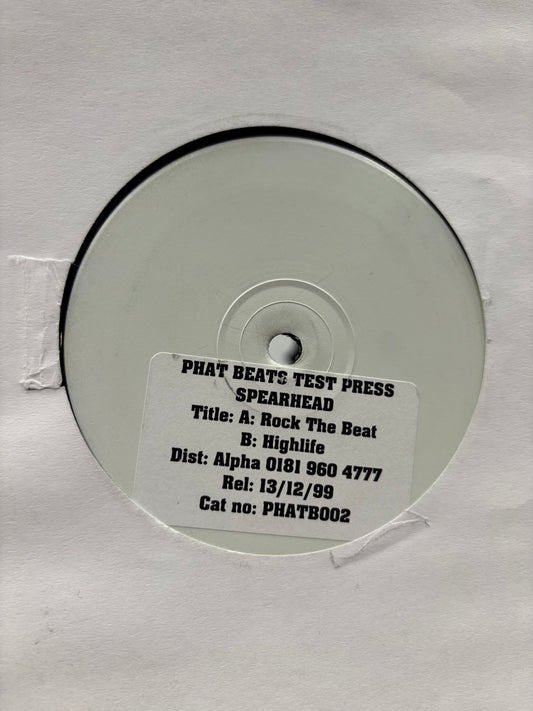 PHAT BEATS TEST PRESS
SPEARHEAD
Title: A: Rock The Beat
B: Highlife
Dist: Alpha 0181 960 4777
Rel: 13/12/99
Cat no: PHATB002